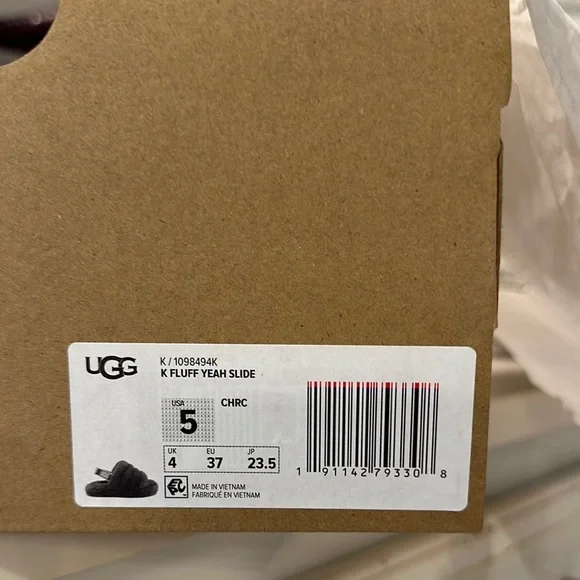 UGG
K / 1098494K
K FLUFF YEAH SLIDE
USA
5
CHRC
UK EU JP
4 37 23.5
1 91142 79330 8
MADE IN VIETNAM
FABRIQUÉ EN VIETNAM